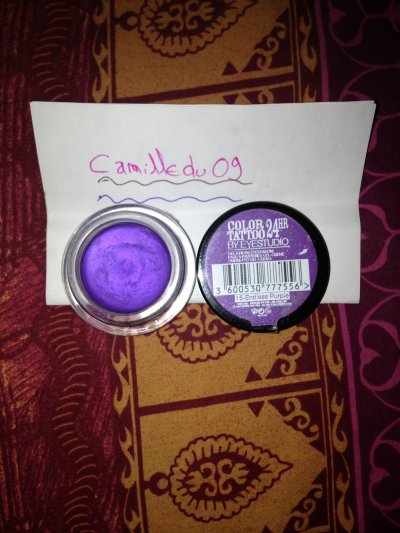 Camilledu09
COLOR 24HR
TATTOO
BY EYESTUDIO
3 600530 777556 >
15-Endless Purple